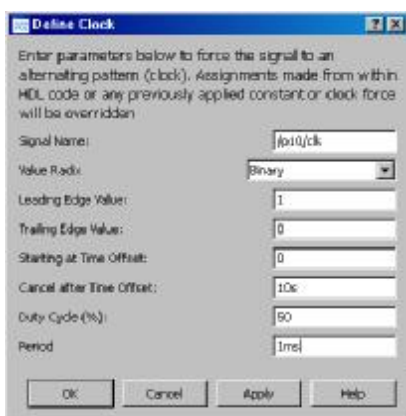 Define Clock
Enter parameters below to force the signal to an
alternating pattern (clock). Assignments made from within
HDL code or any previously applied constant or clock force
will be overridden
Signal Name: /p10/clk
Value Radix: Binary
Leading Edge Value: 1
Trailing Edge Value: 0
Starting at Time Offset: 0
Cancel after Time Offset: 10s
Duty Cycle (%): 50
Period 1ms
OK Cancel Apply Help